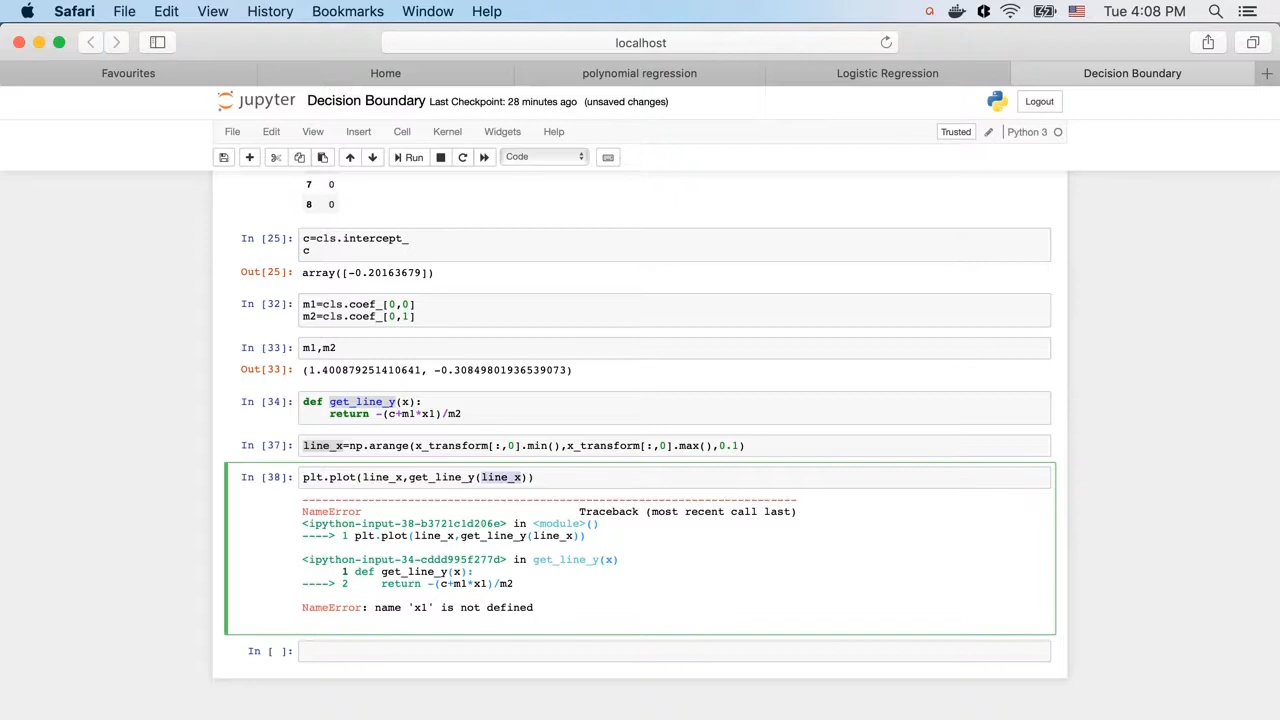 Safari File Edit View History Bookmarks Window Help Tue 4:08 PM
localhost
Favourites Home polynomial regression Logistic Regression Decision Boundary
jupyter Decision Boundary Last Checkpoint: 28 minutes ago (unsaved changes) Logout
File Edit View Insert Cell Kernel Widgets Help Trusted Python 3
Run Code
7 0
8 0
In [25]: c=cls.intercept_
c
Out[25]: array([-0.20163679])
In [32]: m1=cls.coef_[0,0]
m2=cls.coef_[0,1]
In [33]: m1,m2
Out[33]: (1.400879251410641, -0.30849801936539073)
In [34]: def get_line_y(x):
return -(c+m1*x1)/m2
In [37]: line_x=np.arange(x_transform[:,0].min(),x_transform[:,0].max(),0.1)
In [38]: plt.plot(line_x,get_line_y(line_x))
---------------------------------------------------------------------------
NameError Traceback (most recent call last)
<ipython-input-38-b3721c1d206e> in <module>()
----> 1 plt.plot(line_x,get_line_y(line_x))
<ipython-input-34-cddd995f277d> in get_line_y(x)
1 def get_line_y(x):
----> 2 return -(c+m1*x1)/m2
NameError: name 'x1' is not defined
In [ ]: